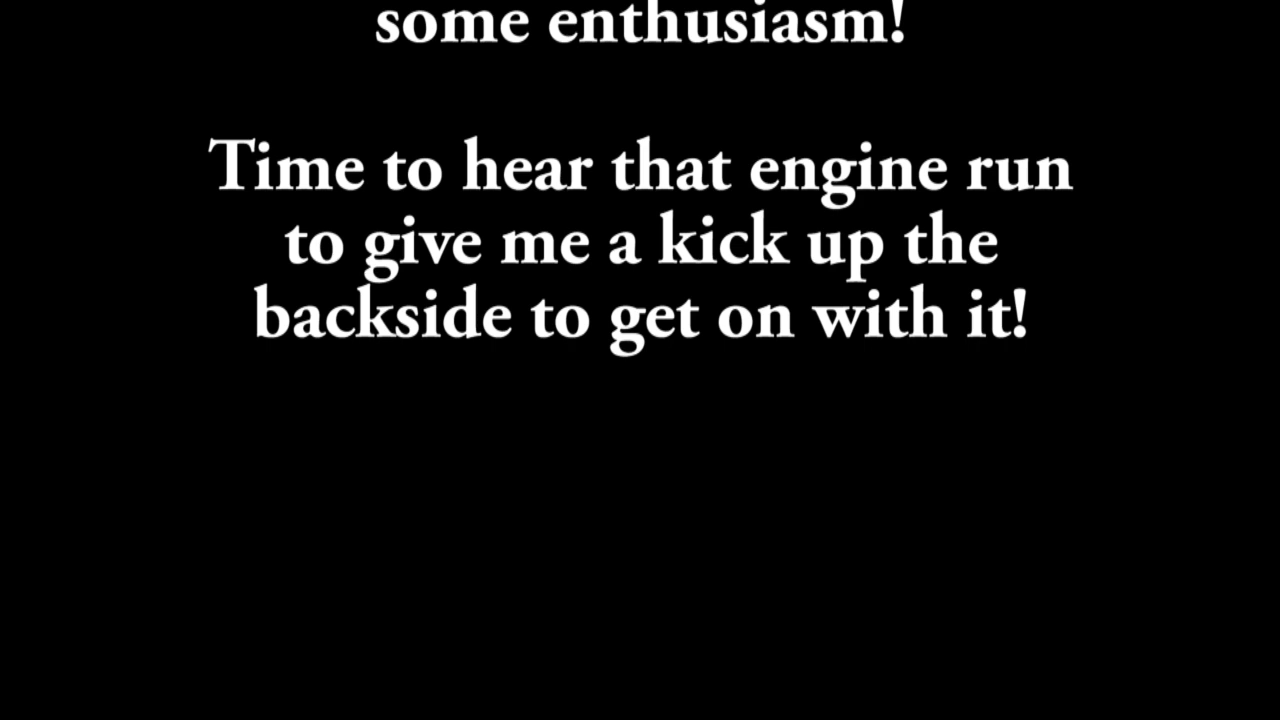 some enthusiasm!
Time to hear that engine run
to give me a kick up the
backside to get on with it!